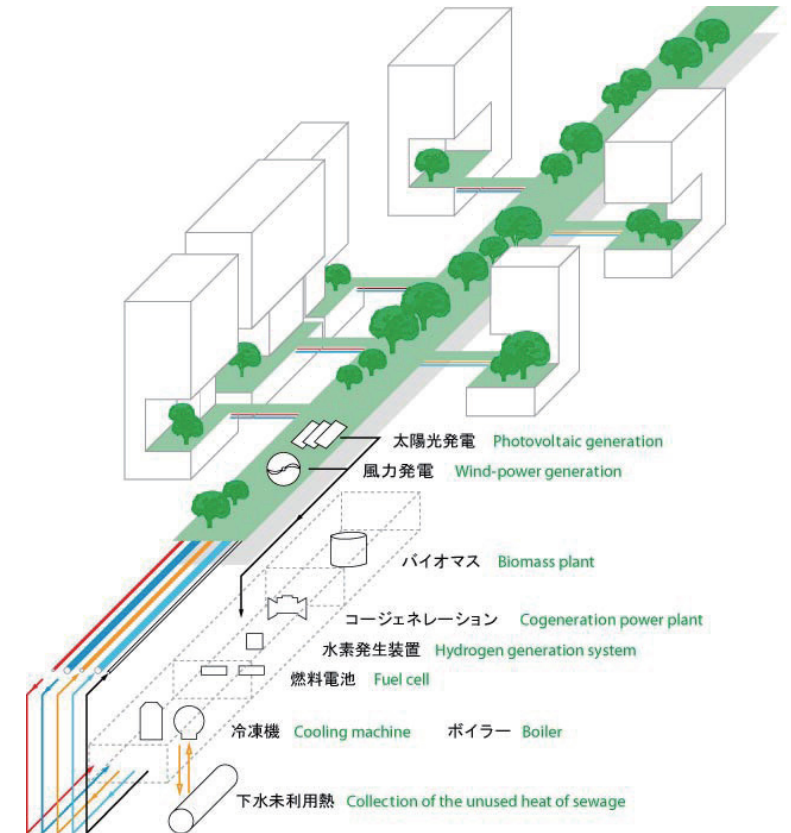 太陽光発電 Photovoltaic generation
風力発電 Wind-power generation
バイオマス Biomass plant
コージェネレーション Cogeneration power plant
水素発生装置 Hydrogen generation system
燃料電池 Fuel cell
冷凍機 Cooling machine ボイラー Boiler
下水未利用熱 Collection of the unused heat of sewage